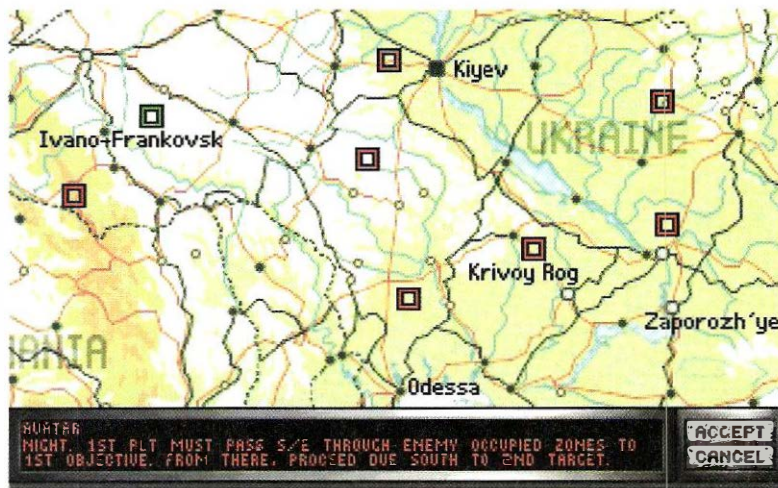 Kiyev
UKRAINE
Ivano-Frankovsk
Krivoy Rog
Zaporozh'ye
MANIA
Odessa
AVATAR
NIGHT. 1ST PLT MUST PASS S/E THROUGH ENEMY OCCUPIED ZONES TO
1ST OBJECTIVE. FROM THERE, PROCEED DUE SOUTH TO 2ND TARGET.
ACCEPT
CANCEL